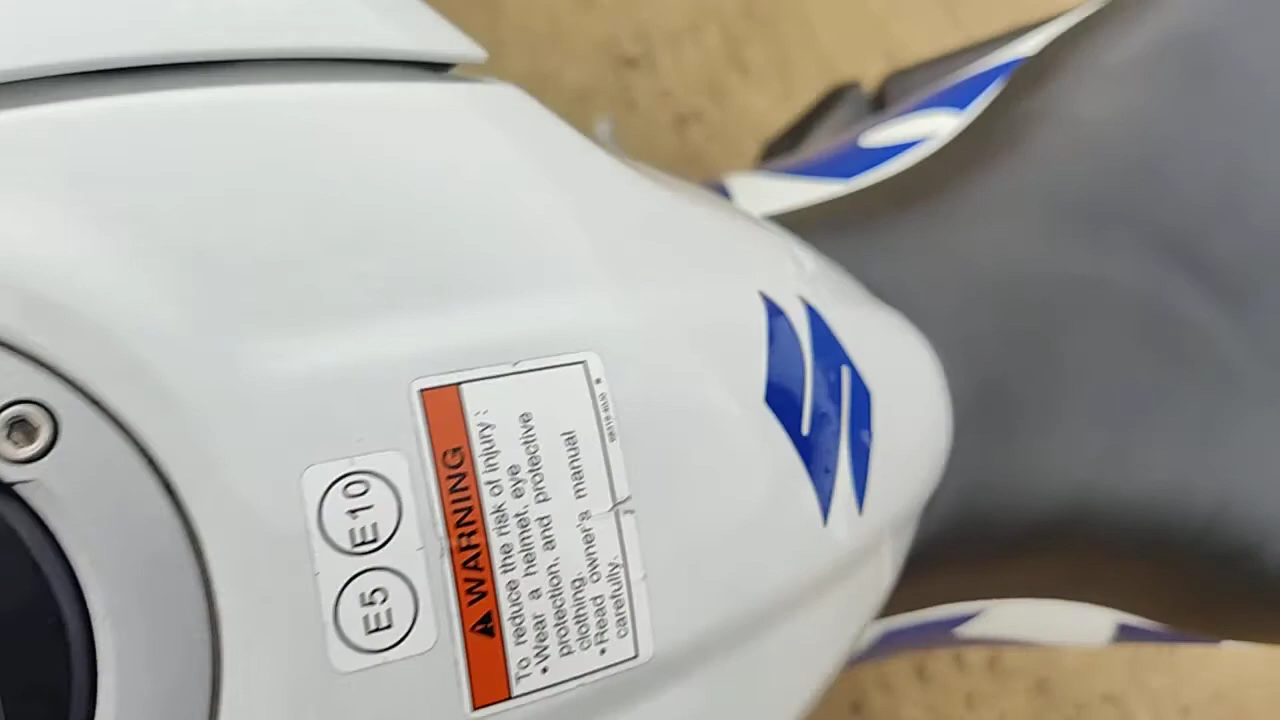 E5 E10
WARNING
To reduce the risk of injury :
•Wear a helmet, eye
protection, and protective
clothing.
•Read owner's manual
carefully.